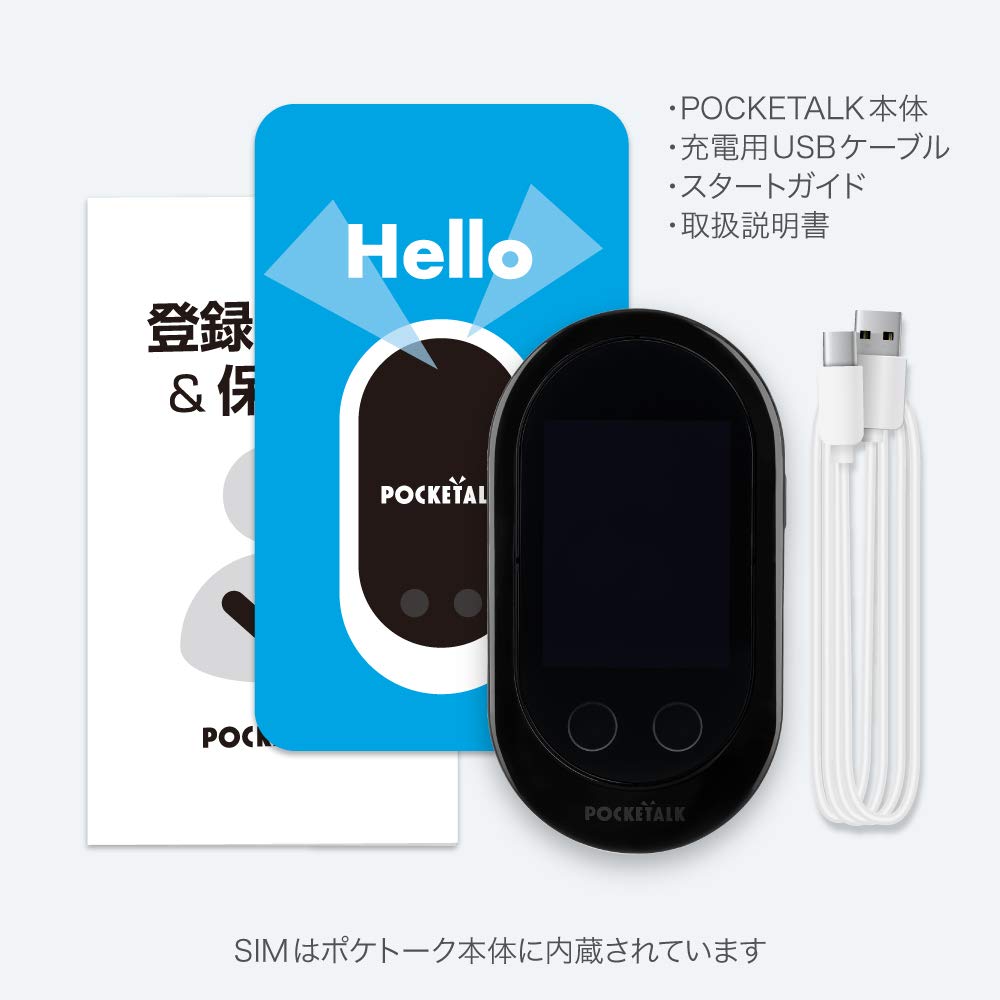 ・POCKETALK本体
・充電用USBケーブル
・スタートガイド
・取扱説明書
Hello
登録
& 保
POCKETAL
POCK
POCKETALK
SIMはポケトーク本体に内蔵されています